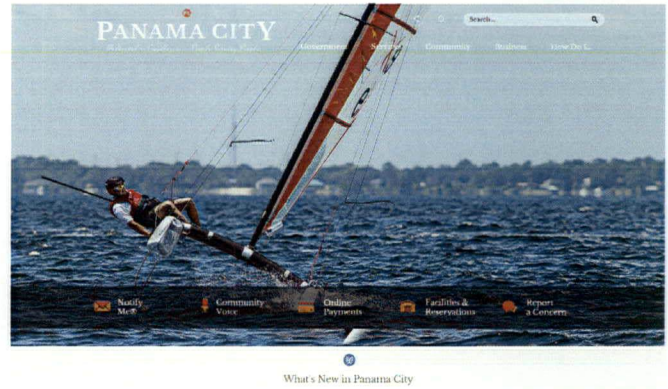 PANAMA CITY
Search...
Government Services Community Business How Do I...
Notify
Me®
Community
Voice
Online
Payments
Facilities &
Reservations
Report
a Concern
What's New in Panama City